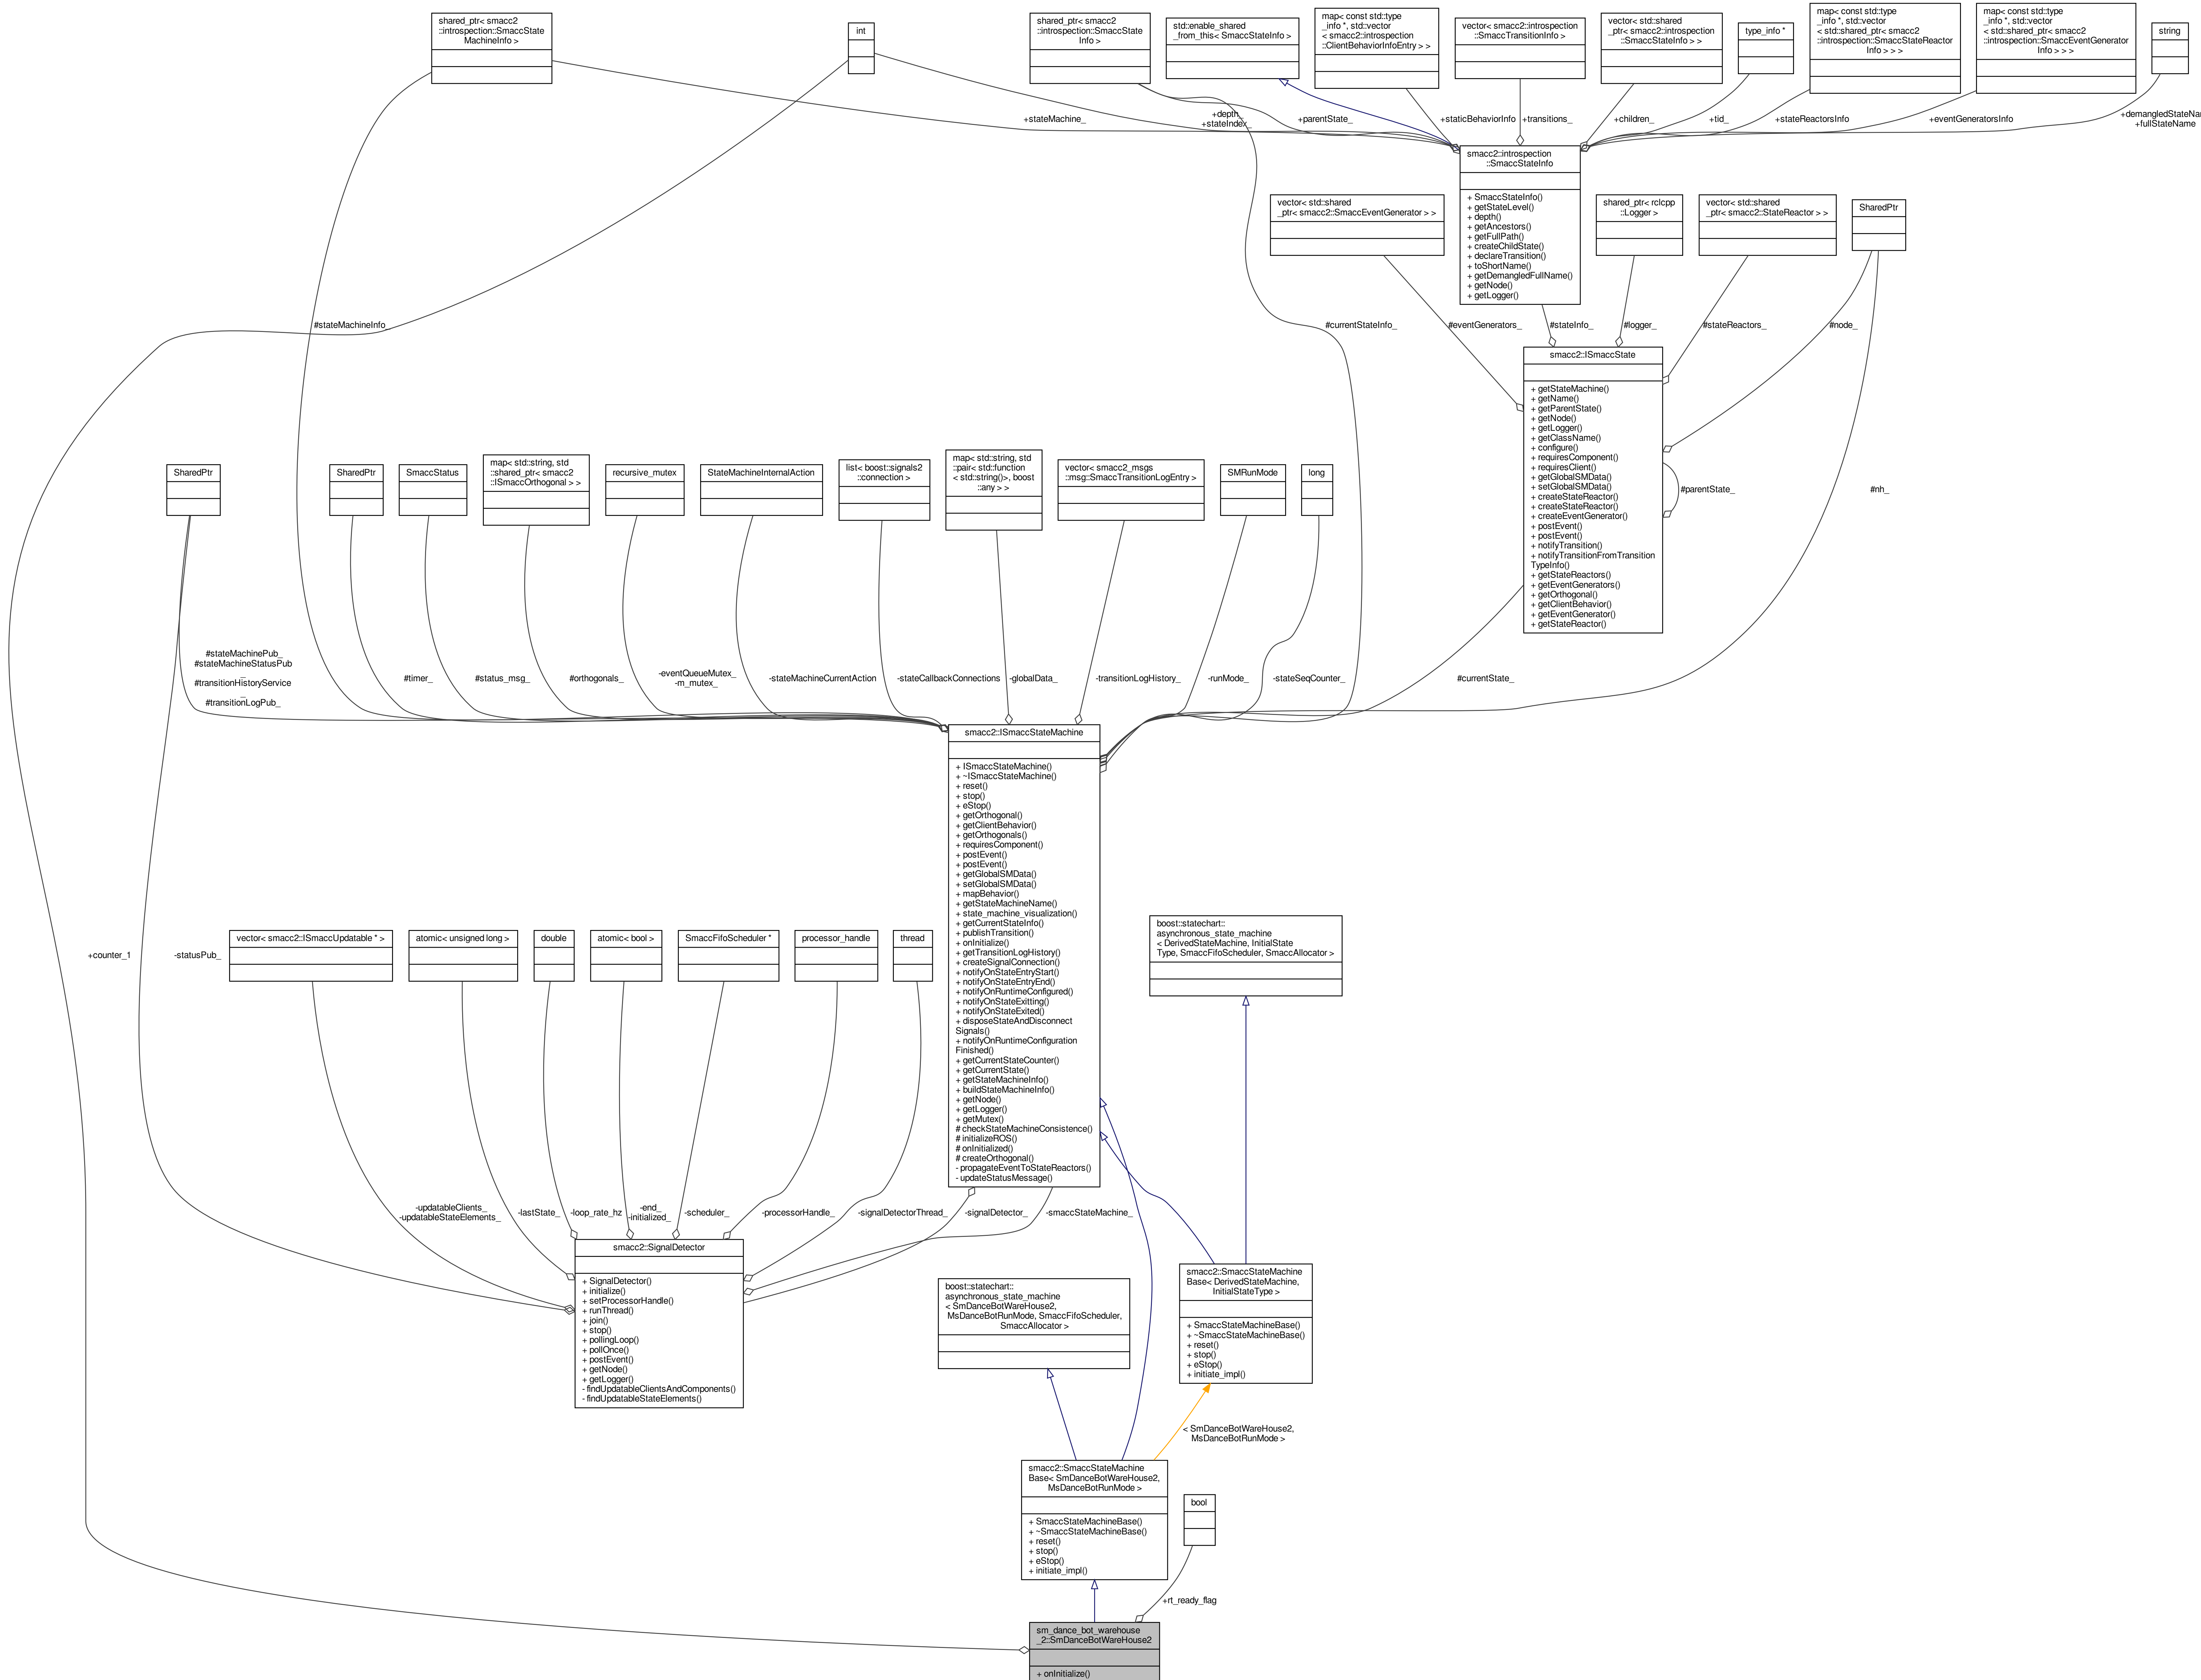 shared_ptr< smacc2
::introspection::SmaccState
MachineInfo >
int
shared_ptr< smacc2
::introspection::SmaccState
Info >
std::enable_shared
_from_this< SmaccStateInfo >
map< const std::type
_info *, std::vector
< smacc2::introspection
::ClientBehaviorInfoEntry > >
vector< smacc2::introspection
::SmaccTransitionInfo >
vector< std::shared
_ptr< smacc2::introspection
::SmaccStateInfo > >
type_info *
map< const std::type
_info *, std::vector
< std::shared_ptr< smacc2
::introspection::SmaccStateReactor
Info > > >
map< const std::type
_info *, std::vector
< std::shared_ptr< smacc2
::introspection::SmaccEventGenerator
Info > > >
string
+stateMachine_
+depth_
+stateIndex_
+parentState_
+staticBehaviorInfo
+transitions_
+children_
+tid_
+stateReactorsInfo
+eventGeneratorsInfo
+demangledStateNa
+fullStateName
smacc2::introspection
::SmaccStateInfo
+ SmaccStateInfo()
+ getStateLevel()
+ depth()
+ getAncestors()
+ getFullPath()
+ createChildState()
+ declareTransition()
+ toShortName()
+ getDemangledFullName()
+ getNode()
+ getLogger()
vector< std::shared
_ptr< smacc2::SmaccEventGenerator > >
shared_ptr< rclcpp
::Logger >
vector< std::shared
_ptr< smacc2::StateReactor > >
SharedPtr
#stateMachineInfo_
#currentStateInfo_
#eventGenerators_
#stateInfo_
#logger_
#stateReactors_
#node_
smacc2::ISmaccState
+ getStateMachine()
+ getName()
+ getParentState()
+ getNode()
+ getLogger()
+ getClassName()
+ configure()
+ requiresComponent()
+ requiresClient()
+ getGlobalSMData()
+ setGlobalSMData()
+ createStateReactor()
+ createStateReactor()
+ createEventGenerator()
+ postEvent()
+ postEvent()
+ notifyTransition()
+ notifyTransitionFromTransition
TypeInfo()
+ getStateReactors()
+ getEventGenerators()
+ getOrthogonal()
+ getClientBehavior()
+ getEventGenerator()
+ getStateReactor()
#parentState_
#nh_
SharedPtr
SharedPtr
SmaccStatus
map< std::string, std
::shared_ptr< smacc2
::ISmaccOrthogonal > >
recursive_mutex
StateMachineInternalAction
list< boost::signals2
::connection >
map< std::string, std
::pair< std::function
< std::string()>, boost
::any > >
vector< smacc2_msgs
::msg::SmaccTransitionLogEntry >
SMRunMode
long
#stateMachinePub_
#stateMachineStatusPub
_
#transitionHistoryService
_
#transitionLogPub_
#timer_
#status_msg_
#orthogonals_
-eventQueueMutex_
-m_mutex_
-stateMachineCurrentAction
-stateCallbackConnections
-globalData_
-transitionLogHistory_
-runMode_
-stateSeqCounter_
#currentState_
smacc2::ISmaccStateMachine
+ ISmaccStateMachine()
+ ~ISmaccStateMachine()
+ reset()
+ stop()
+ eStop()
+ getOrthogonal()
+ getClientBehavior()
+ getOrthogonals()
+ requiresComponent()
+ postEvent()
+ postEvent()
+ getGlobalSMData()
+ setGlobalSMData()
+ mapBehavior()
+ getStateMachineName()
+ state_machine_visualization()
+ getCurrentStateInfo()
+ publishTransition()
+ onInitialize()
+ getTransitionLogHistory()
+ createSignalConnection()
+ notifyOnStateEntryStart()
+ notifyOnStateEntryEnd()
+ notifyOnRuntimeConfigured()
+ notifyOnStateExitting()
+ notifyOnStateExited()
+ disposeStateAndDisconnect
Signals()
+ notifyOnRuntimeConfiguration
Finished()
+ getCurrentStateCounter()
+ getCurrentState()
+ getStateMachineInfo()
+ buildStateMachineInfo()
+ getNode()
+ getLogger()
+ getMutex()
# checkStateMachineConsistence()
# initializeROS()
# onInitialized()
# createOrthogonal()
- propagateEventToStateReactors()
- updateStatusMessage()
+counter_1
-statusPub_
vector< smacc2::ISmaccUpdatable * >
atomic< unsigned long >
double
atomic< bool >
SmaccFifoScheduler *
processor_handle
thread
boost::statechart::
asynchronous_state_machine
< DerivedStateMachine, InitialState
Type, SmaccFifoScheduler, SmaccAllocator >
-updatableClients_
-updatableStateElements_
-lastState_
-loop_rate_hz
-end_
-initialized_
-scheduler_
-processorHandle_
-signalDetectorThread_
-signalDetector_
-smaccStateMachine_
smacc2::SignalDetector
+ SignalDetector()
+ initialize()
+ setProcessorHandle()
+ runThread()
+ join()
+ stop()
+ pollingLoop()
+ pollOnce()
+ postEvent()
+ getNode()
+ getLogger()
- findUpdatableClientsAndComponents()
- findUpdatableStateElements()
boost::statechart::
asynchronous_state_machine
< SmDanceBotWareHouse2,
MsDanceBotRunMode, SmaccFifoScheduler,
SmaccAllocator >
smacc2::SmaccStateMachine
Base< DerivedStateMachine,
InitialStateType >
+ SmaccStateMachineBase()
+ ~SmaccStateMachineBase()
+ reset()
+ stop()
+ eStop()
+ initiate_impl()
< SmDanceBotWareHouse2,
MsDanceBotRunMode >
smacc2::SmaccStateMachine
Base< SmDanceBotWareHouse2,
MsDanceBotRunMode >
+ SmaccStateMachineBase()
+ ~SmaccStateMachineBase()
+ reset()
+ stop()
+ eStop()
+ initiate_impl()
bool
+rt_ready_flag
sm_dance_bot_warehouse
_2::SmDanceBotWareHouse2
+ onInitialize()